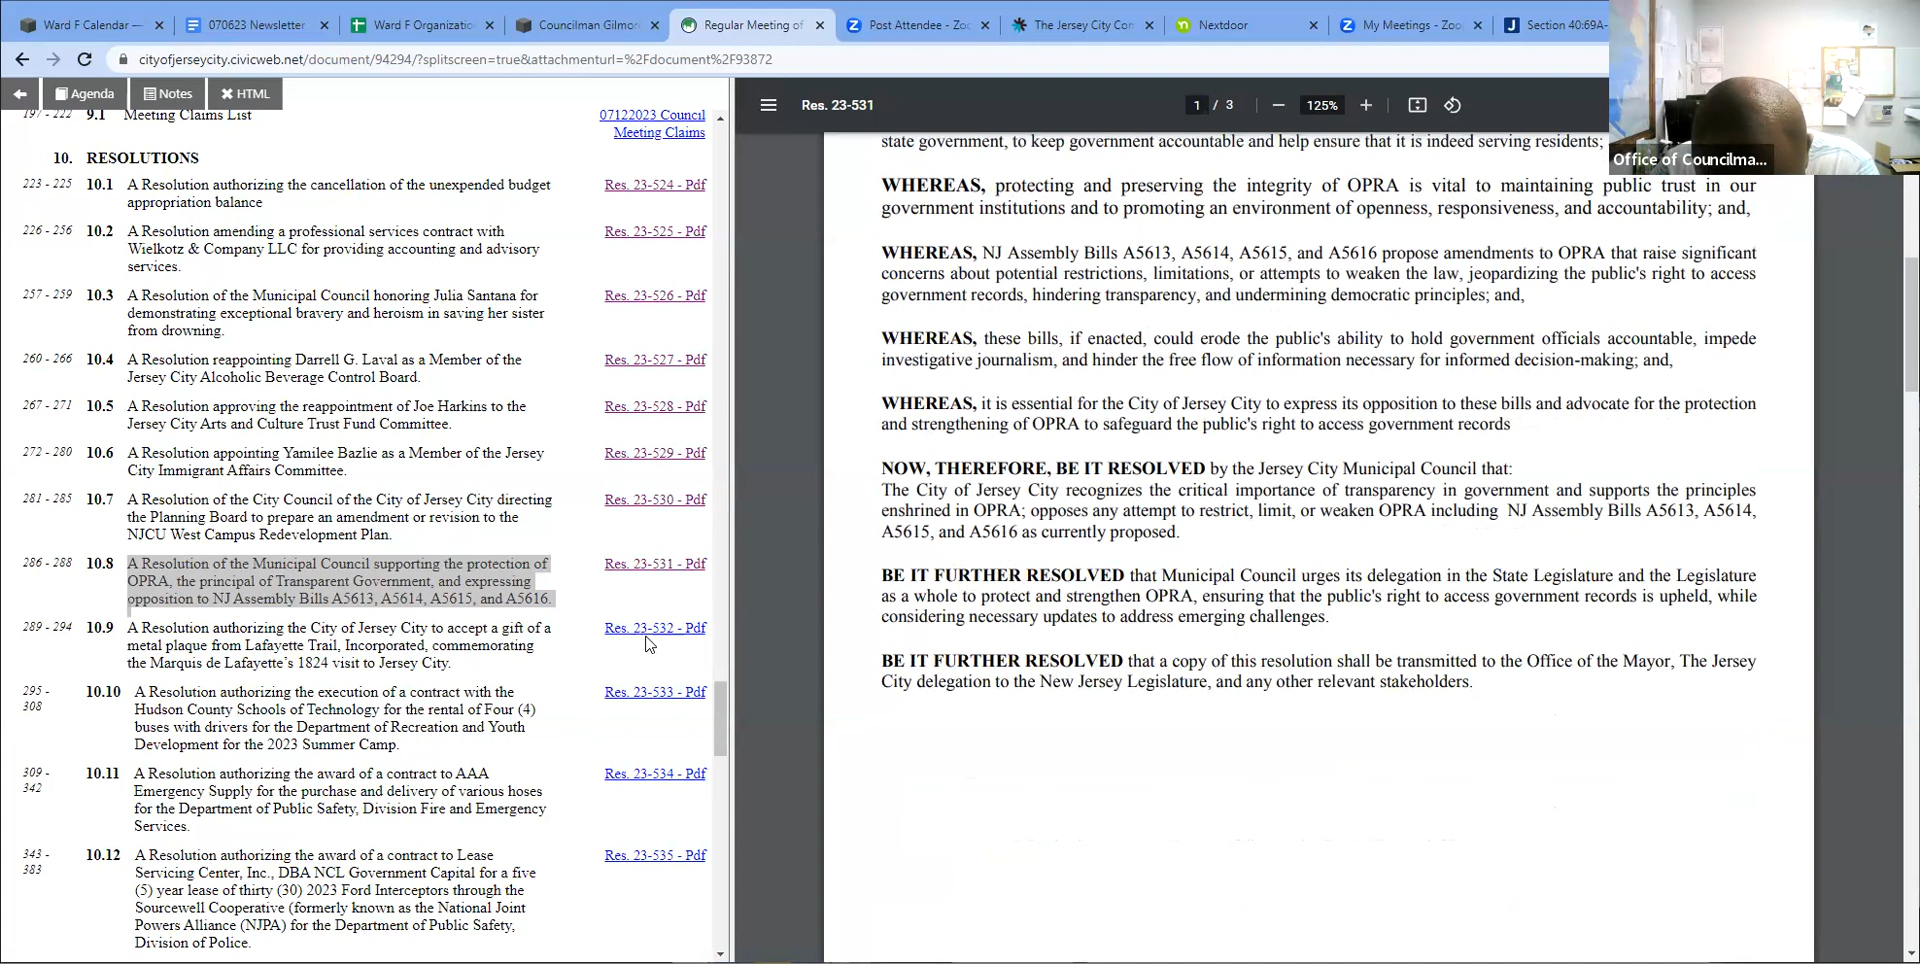 Ward F Calendar —
070623 Newsletter
Ward F Organizatio
Councilman Gilmor
Regular Meeting of
Post Attendee - Zoo
The Jersey City Con
Nextdoor
My Meetings - Zoo
Section 40:69A-
cityofjerseycity.civicweb.net/document/94294/?splitscreen=true&attachmenturl=%2Fdocument%2F93872
Agenda
Notes
HTML
Res. 23-531
1 / 3
125%
Office of Councilma...
197 - 222 9.1 Meeting Claims List
07122023 Council
Meeting Claims
10. RESOLUTIONS
223 - 225 10.1 A Resolution authorizing the cancellation of the unexpended budget Res. 23-524 - Pdf
appropriation balance
226 - 256 10.2 A Resolution amending a professional services contract with Res. 23-525 - Pdf
Wielkotz & Company LLC for providing accounting and advisory
services.
257 - 259 10.3 A Resolution of the Municipal Council honoring Julia Santana for Res. 23-526 - Pdf
demonstrating exceptional bravery and heroism in saving her sister
from drowning.
260 - 266 10.4 A Resolution reappointing Darrell G. Laval as a Member of the Res. 23-527 - Pdf
Jersey City Alcoholic Beverage Control Board.
267 - 271 10.5 A Resolution approving the reappointment of Joe Harkins to the Res. 23-528 - Pdf
Jersey City Arts and Culture Trust Fund Committee.
272 - 280 10.6 A Resolution appointing Yamilee Bazlie as a Member of the Jersey Res. 23-529 - Pdf
City Immigrant Affairs Committee.
281 - 285 10.7 A Resolution of the City Council of the City of Jersey City directing Res. 23-530 - Pdf
the Planning Board to prepare an amendment or revision to the
NJCU West Campus Redevelopment Plan.
286 - 288 10.8 A Resolution of the Municipal Council supporting the protection of Res. 23-531 - Pdf
OPRA, the principal of Transparent Government, and expressing
opposition to NJ Assembly Bills A5613, A5614, A5615, and A5616.
289 - 294 10.9 A Resolution authorizing the City of Jersey City to accept a gift of a Res. 23-532 - Pdf
metal plaque from Lafayette Trail, Incorporated, commemorating
the Marquis de Lafayette's 1824 visit to Jersey City.
295 - 10.10 A Resolution authorizing the execution of a contract with the Res. 23-533 - Pdf
308 Hudson County Schools of Technology for the rental of Four (4)
buses with drivers for the Department of Recreation and Youth
Development for the 2023 Summer Camp.
309 - 10.11 A Resolution authorizing the award of a contract to AAA Res. 23-534 - Pdf
342 Emergency Supply for the purchase and delivery of various hoses
for the Department of Public Safety, Division Fire and Emergency
Services.
343 - 10.12 A Resolution authorizing the award of a contract to Lease Res. 23-535 - Pdf
383 Servicing Center, Inc., DBA NCL Government Capital for a five
(5) year lease of thirty (30) 2023 Ford Interceptors through the
Sourcewell Cooperative (formerly known as the National Joint
Powers Alliance (NJPA) for the Department of Public Safety,
Division of Police.
state government, to keep government accountable and help ensure that it is indeed serving residents;
WHEREAS, protecting and preserving the integrity of OPRA is vital to maintaining public trust in our
government institutions and to promoting an environment of openness, responsiveness, and accountability; and,
WHEREAS, NJ Assembly Bills A5613, A5614, A5615, and A5616 propose amendments to OPRA that raise significant
concerns about potential restrictions, limitations, or attempts to weaken the law, jeopardizing the public's right to access
government records, hindering transparency, and undermining democratic principles; and,
WHEREAS, these bills, if enacted, could erode the public's ability to hold government officials accountable, impede
investigative journalism, and hinder the free flow of information necessary for informed decision-making; and,
WHEREAS, it is essential for the City of Jersey City to express its opposition to these bills and advocate for the protection
and strengthening of OPRA to safeguard the public's right to access government records
NOW, THEREFORE, BE IT RESOLVED by the Jersey City Municipal Council that:
The City of Jersey City recognizes the critical importance of transparency in government and supports the principles
enshrined in OPRA; opposes any attempt to restrict, limit, or weaken OPRA including NJ Assembly Bills A5613, A5614,
A5615, and A5616 as currently proposed.
BE IT FURTHER RESOLVED that Municipal Council urges its delegation in the State Legislature and the Legislature
as a whole to protect and strengthen OPRA, ensuring that the public's right to access government records is upheld, while
considering necessary updates to address emerging challenges.
BE IT FURTHER RESOLVED that a copy of this resolution shall be transmitted to the Office of the Mayor, The Jersey
City delegation to the New Jersey Legislature, and any other relevant stakeholders.